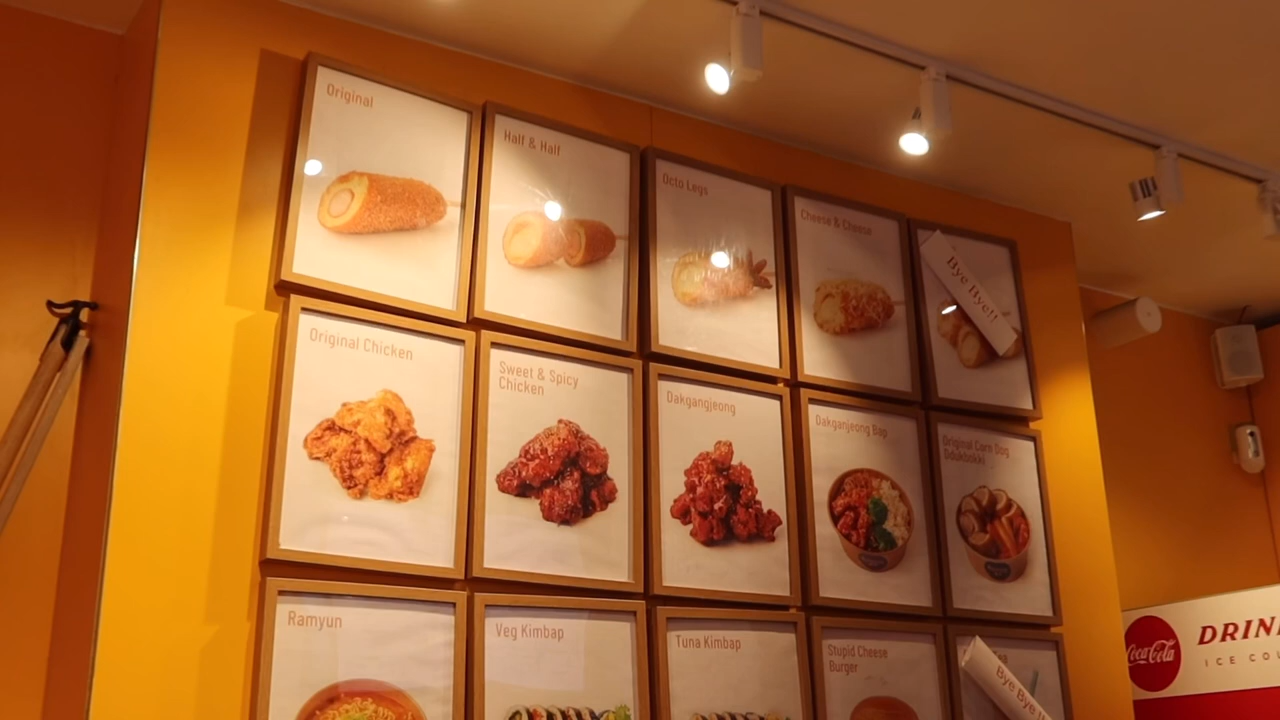 Original
Half & Half
Octo Legs
Cheese & Cheese
Bye Bye!!
Original Chicken
Sweet & Spicy
Chicken
Dakgangjeong
Dakganjeong Bap
Original Corn Dog
Ddukbokki
Ramyun
Veg Kimbap
Tuna Kimbap
Stupid Cheese
Burger
Tea
Bye Bye
Coca-Cola
DRIN
ICE CO